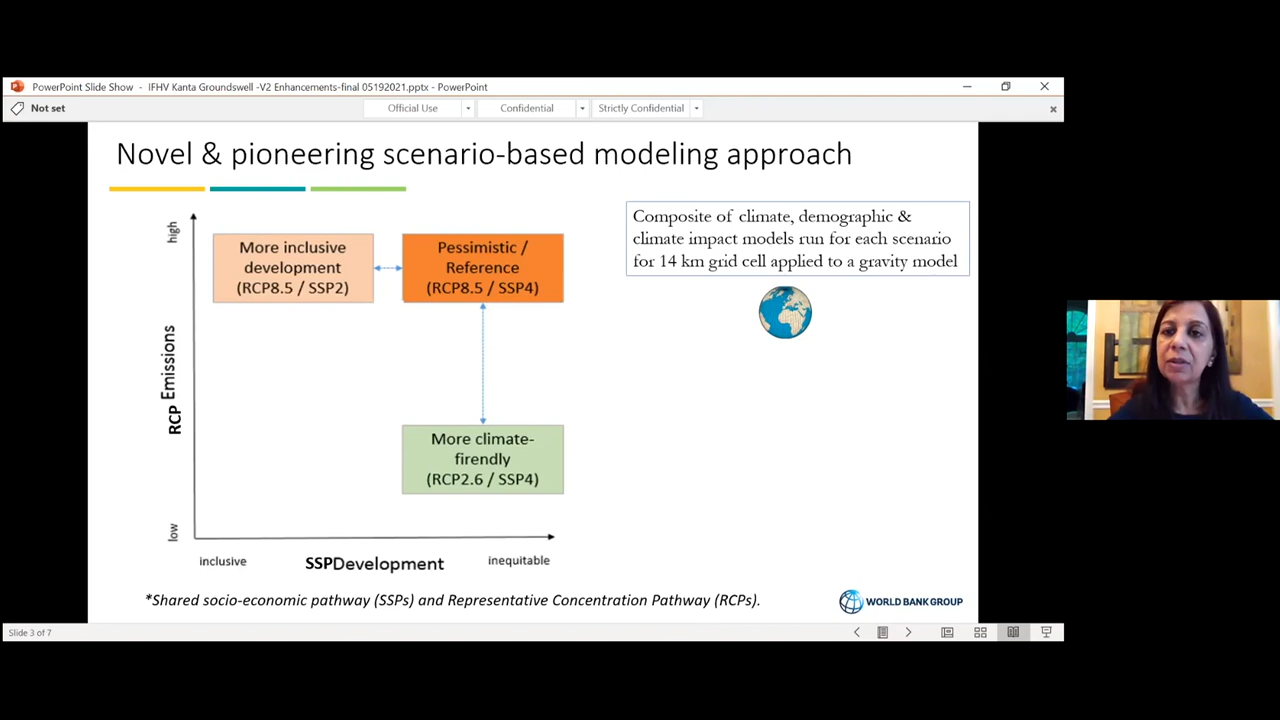 PowerPoint Slide Show - IFHV Kanta Groundswell -V2 Enhancements-final 05192021.pptx - PowerPoint
Not set
Official Use
Confidential
Strictly Confidential
Novel & pioneering scenario-based modeling approach
high
More inclusive
development
(RCP8.5 / SSP2)
Pessimistic /
Reference
(RCP8.5 / SSP4)
Composite of climate, demographic &
climate impact models run for each scenario
for 14 km grid cell applied to a gravity model
RCP Emissions
More climate-
firendly
(RCP2.6 / SSP4)
low
inclusive
SSPDevelopment
inequitable
*Shared socio-economic pathway (SSPs) and Representative Concentration Pathway (RCPs).
WORLD BANK GROUP
Slide 3 of 7